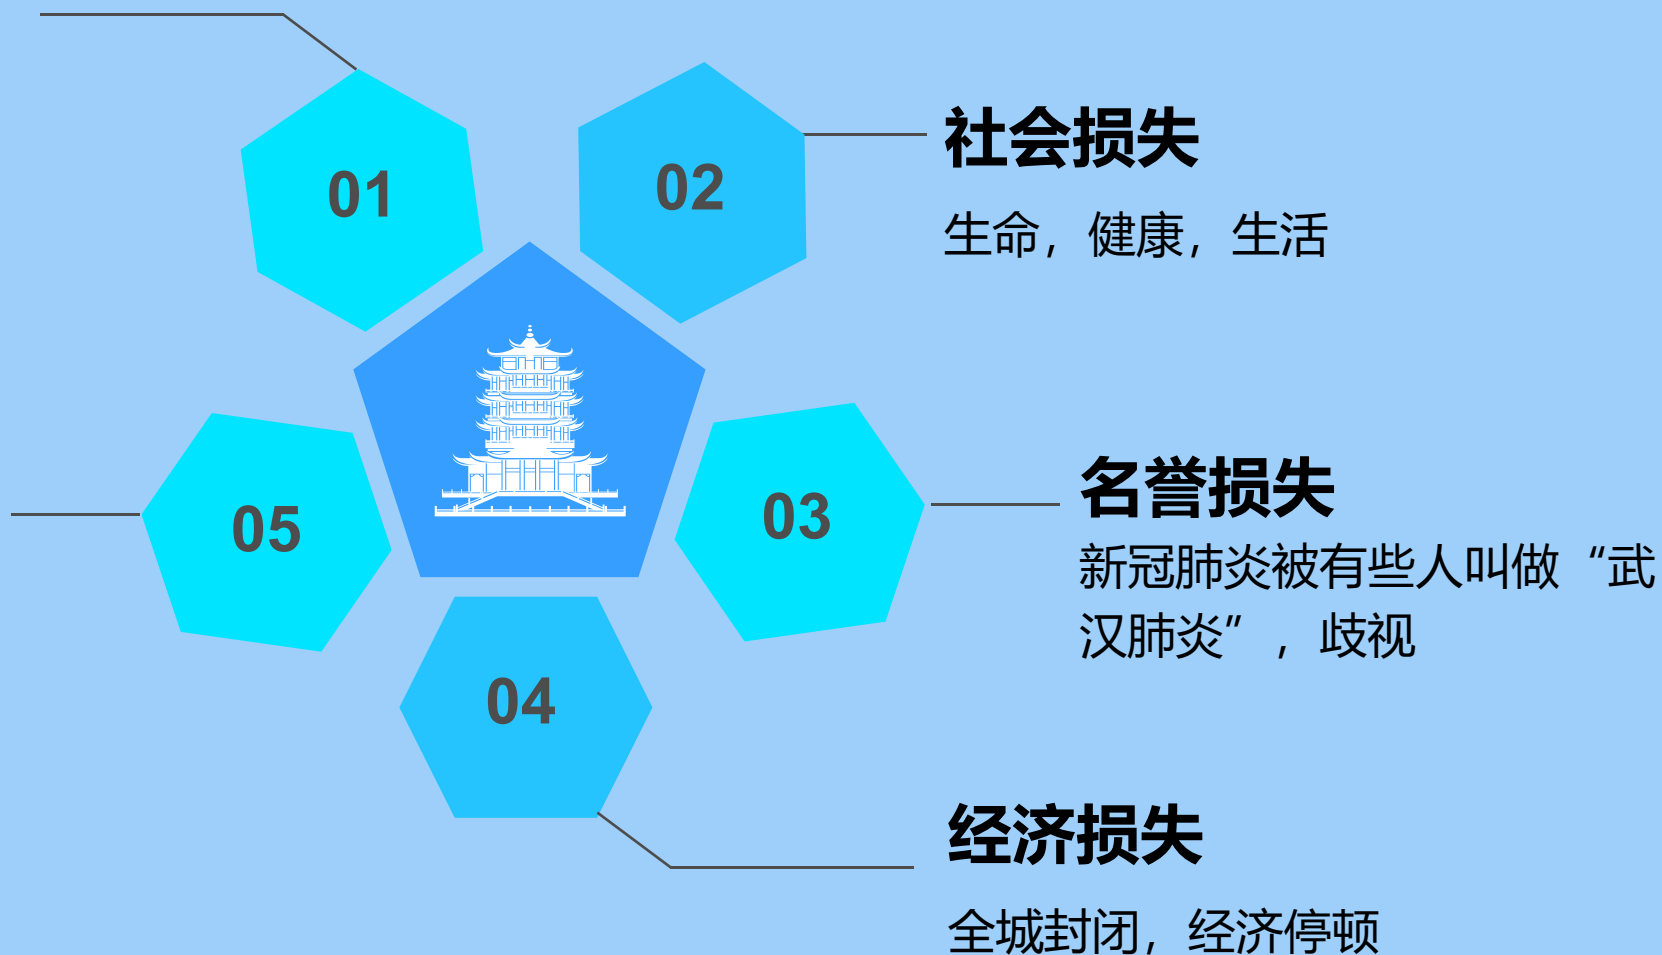 01
02
社会损失
生命，健康，生活
03
名誉损失
新冠肺炎被有些人叫做“武
汉肺炎”，歧视
05
04
经济损失
全城封闭，经济停顿